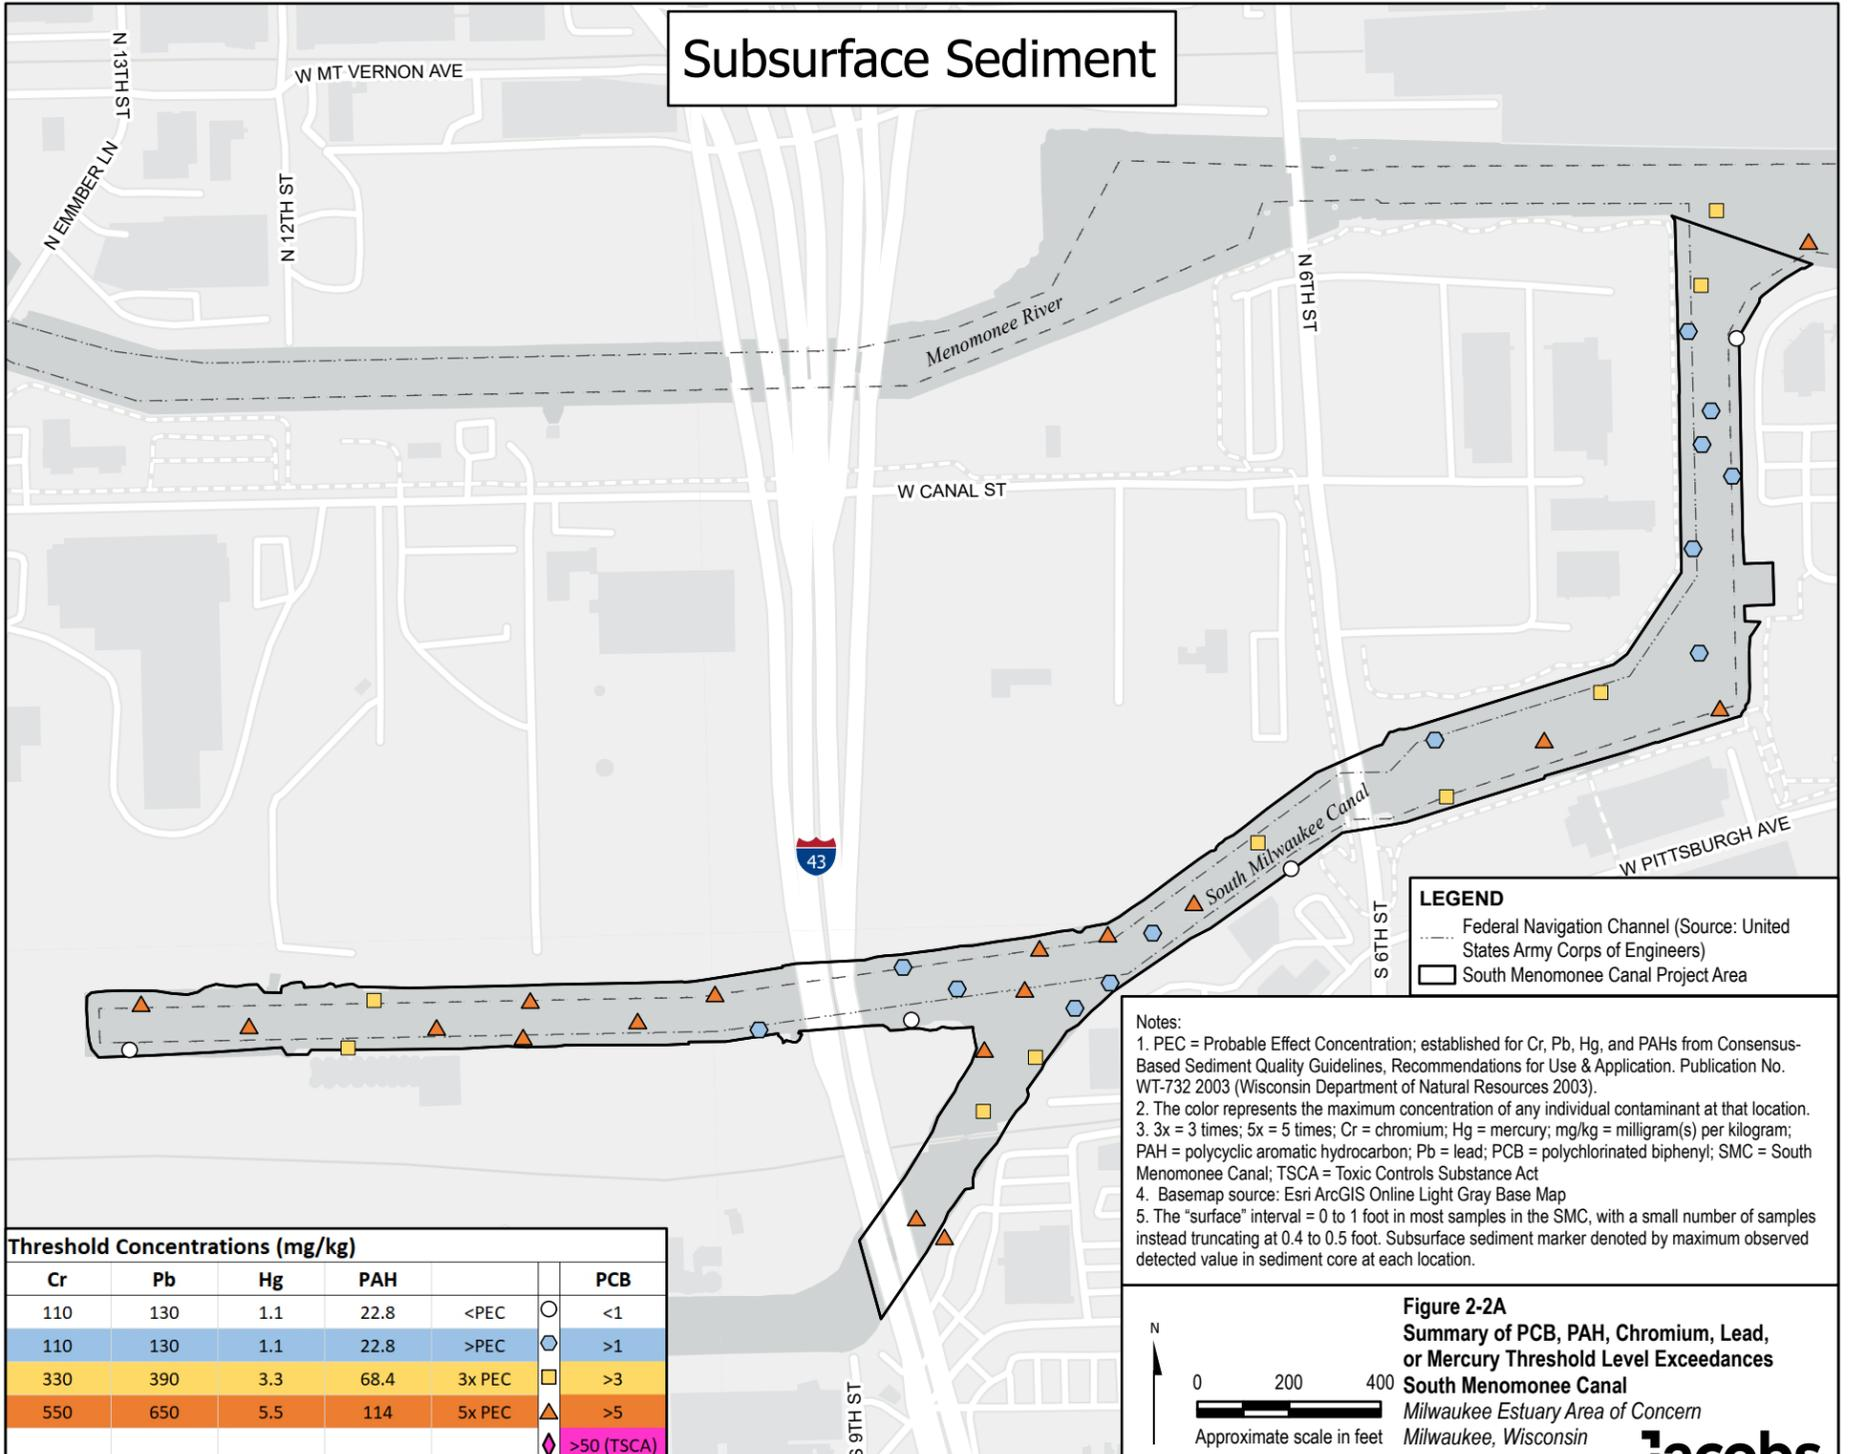 Subsurface Sediment
N 13TH ST
W MT VERNON AVE
N EMMBER LN
N 12TH ST
N 6TH ST
Menomonee River
W CANAL ST
43
South Milwaukee Canal
W PITTSBURGH AVE
S 6TH ST
S 9TH ST
LEGEND
Federal Navigation Channel (Source: United
States Army Corps of Engineers)
South Menomonee Canal Project Area
Notes:
1. PEC = Probable Effect Concentration; established for Cr, Pb, Hg, and PAHs from Consensus-
Based Sediment Quality Guidelines, Recommendations for Use & Application. Publication No.
WT-732 2003 (Wisconsin Department of Natural Resources 2003).
2. The color represents the maximum concentration of any individual contaminant at that location.
3. 3x = 3 times; 5x = 5 times; Cr = chromium; Hg = mercury; mg/kg = milligram(s) per kilogram;
PAH = polycyclic aromatic hydrocarbon; Pb = lead; PCB = polychlorinated biphenyl; SMC = South
Menomonee Canal; TSCA = Toxic Controls Substance Act
4. Basemap source: Esri ArcGIS Online Light Gray Base Map
5. The “surface” interval = 0 to 1 foot in most samples in the SMC, with a small number of samples
instead truncating at 0.4 to 0.5 foot. Subsurface sediment marker denoted by maximum observed
detected value in sediment core at each location.
Threshold Concentrations (mg/kg)
Cr Pb Hg PAH PCB
110 130 1.1 22.8 <PEC <1
110 130 1.1 22.8 >PEC >1
330 390 3.3 68.4 3x PEC >3
550 650 5.5 114 5x PEC >5
>50 (TSCA)
N
0 200 400
Approximate scale in feet
Figure 2-2A
Summary of PCB, PAH, Chromium, Lead,
or Mercury Threshold Level Exceedances
South Menomonee Canal
Milwaukee Estuary Area of Concern
Milwaukee, Wisconsin
Jacobs